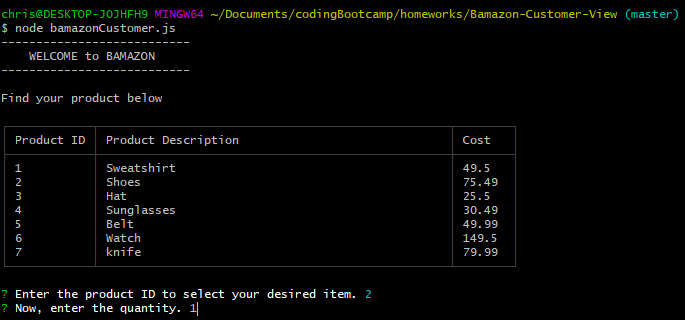 chris@DESKTOP-JOJHFH9 MINGW64 ~/Documents/codingBootcamp/homeworks/Bamazon-Customer-View (master)
$ node bamazonCustomer.js
---------------------------
WELCOME to BAMAZON
---------------------------
Find your product below
Product ID Product Description Cost
1 Sweatshirt 49.5
2 Shoes 75.49
3 Hat 25.5
4 Sunglasses 30.49
5 Belt 49.99
6 Watch 149.5
7 knife 79.99
? Enter the product ID to select your desired item. 2
? Now, enter the quantity. 1